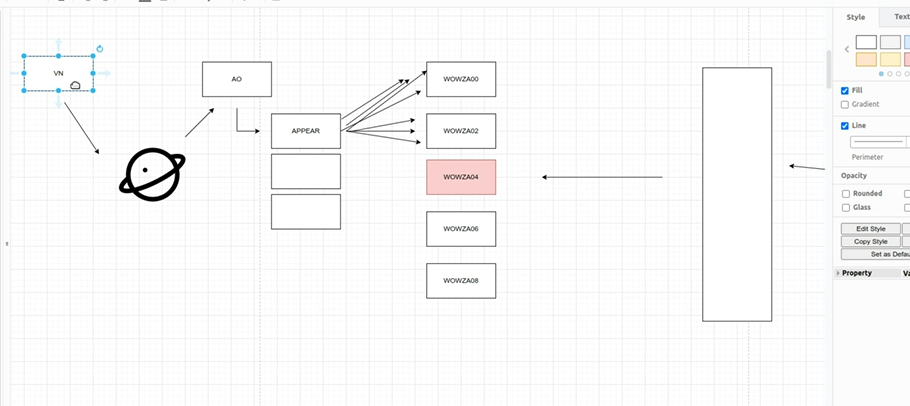 Style
Text
VN
AO
WOWZA00
Fill
Gradient
APPEAR
WOWZA02
Line
Perimeter
WOWZA04
Opacity
Rounded
Glass
WOWZA06
Edit Style
Copy Style
Set as Defau
WOWZA08
Property
Va